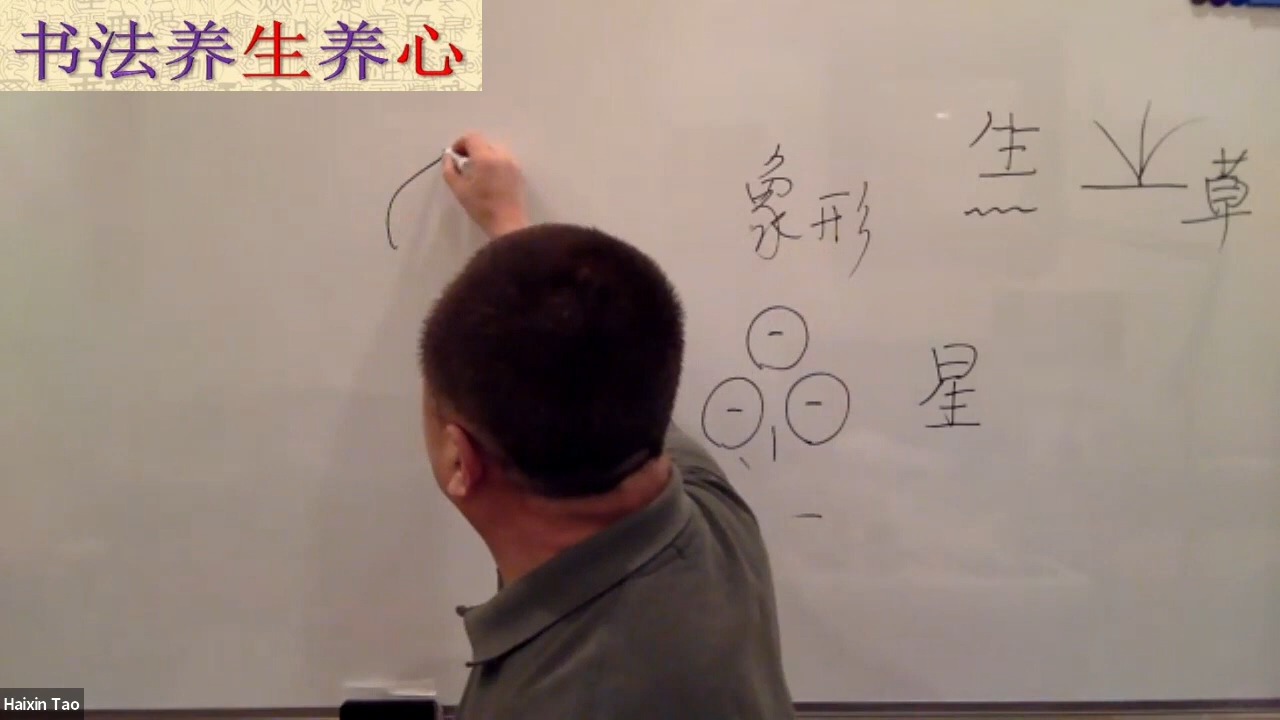 书法养生养心
生 草
象形
星
Haixin Tao